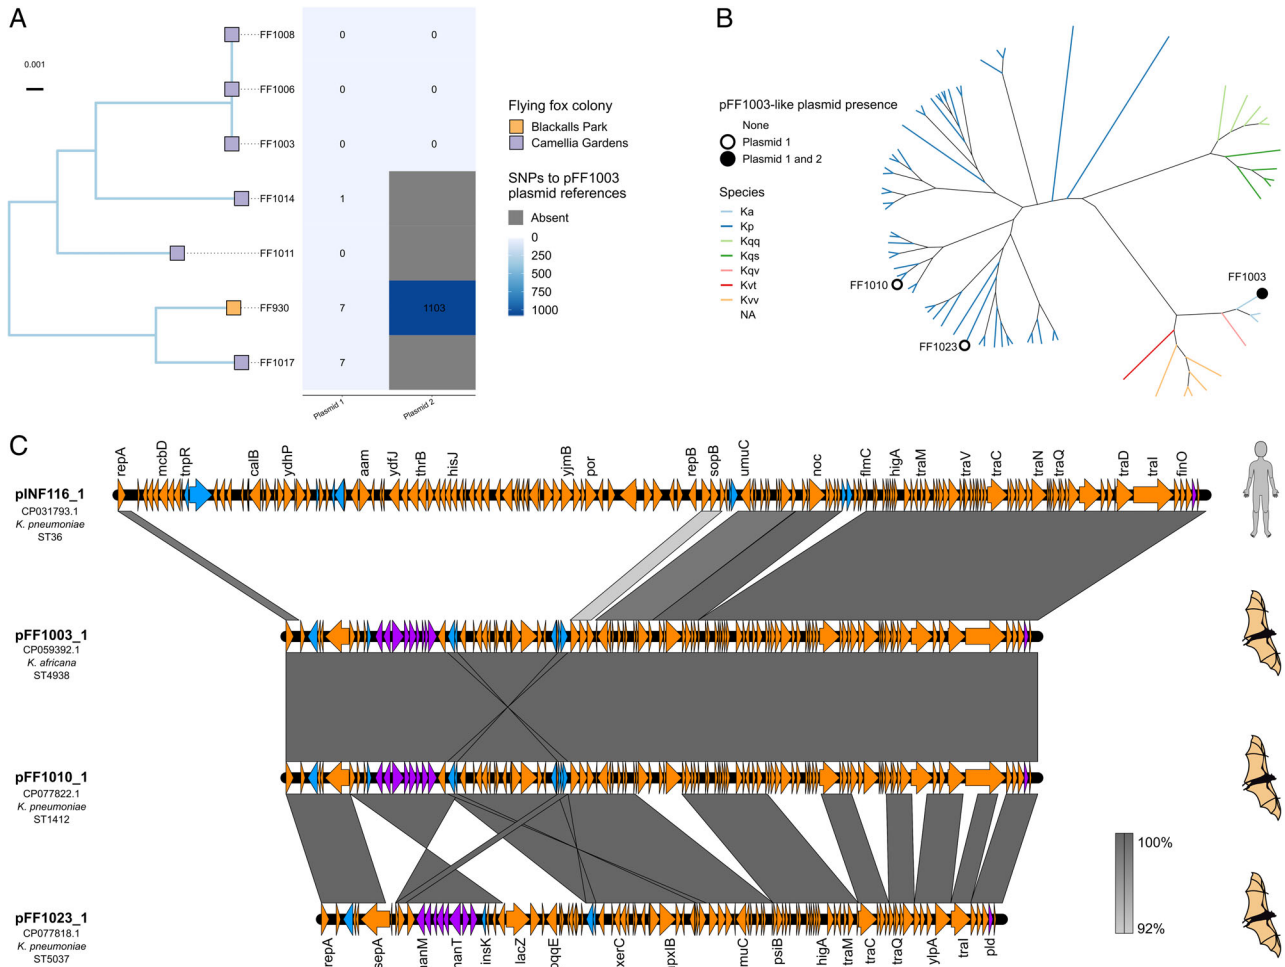 A
0.001
FF1008
FF1006
FF1003
FF1014
FF1011
FF930
FF1017
0 0
0 0
0 0
1
0
7 1103
7
Plasmid 1
Plasmid 2
Flying fox colony
Blackalls Park
Camellia Gardens
SNPs to pFF1003
plasmid references
Absent
0
250
500
750
1000
B
pFF1003-like plasmid presence
None
Plasmid 1
Plasmid 1 and 2
Species
Ka
Kp
Kqq
Kqs
Kqv
Kvt
Kvv
NA
FF1010
FF1023
FF1003
C
repA mcbD tnpR calB ydhP aam ydfJ thrB hisJ yjmB por repB sopB umuC noc flmC higA traM traV traC traN traQ traD traI finO
pINF116_1
CP031793.1
K. pneumoniae
ST36
pFF1003_1
CP059392.1
K. africana
ST4938
pFF1010_1
CP077822.1
K. pneumoniae
ST1412
100%
92%
pFF1023_1
CP077818.1
K. pneumoniae
ST5037
repA sepA nanM nanT insK lacZ pqqE xerC muC psiB higA traM traC traQ ylpA traI pld